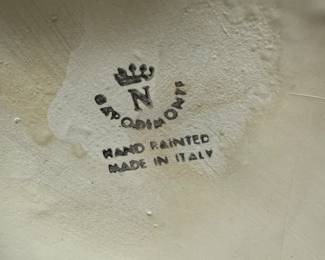 N
CAPODIMONTE
HAND PAINTED
MADE IN ITALY